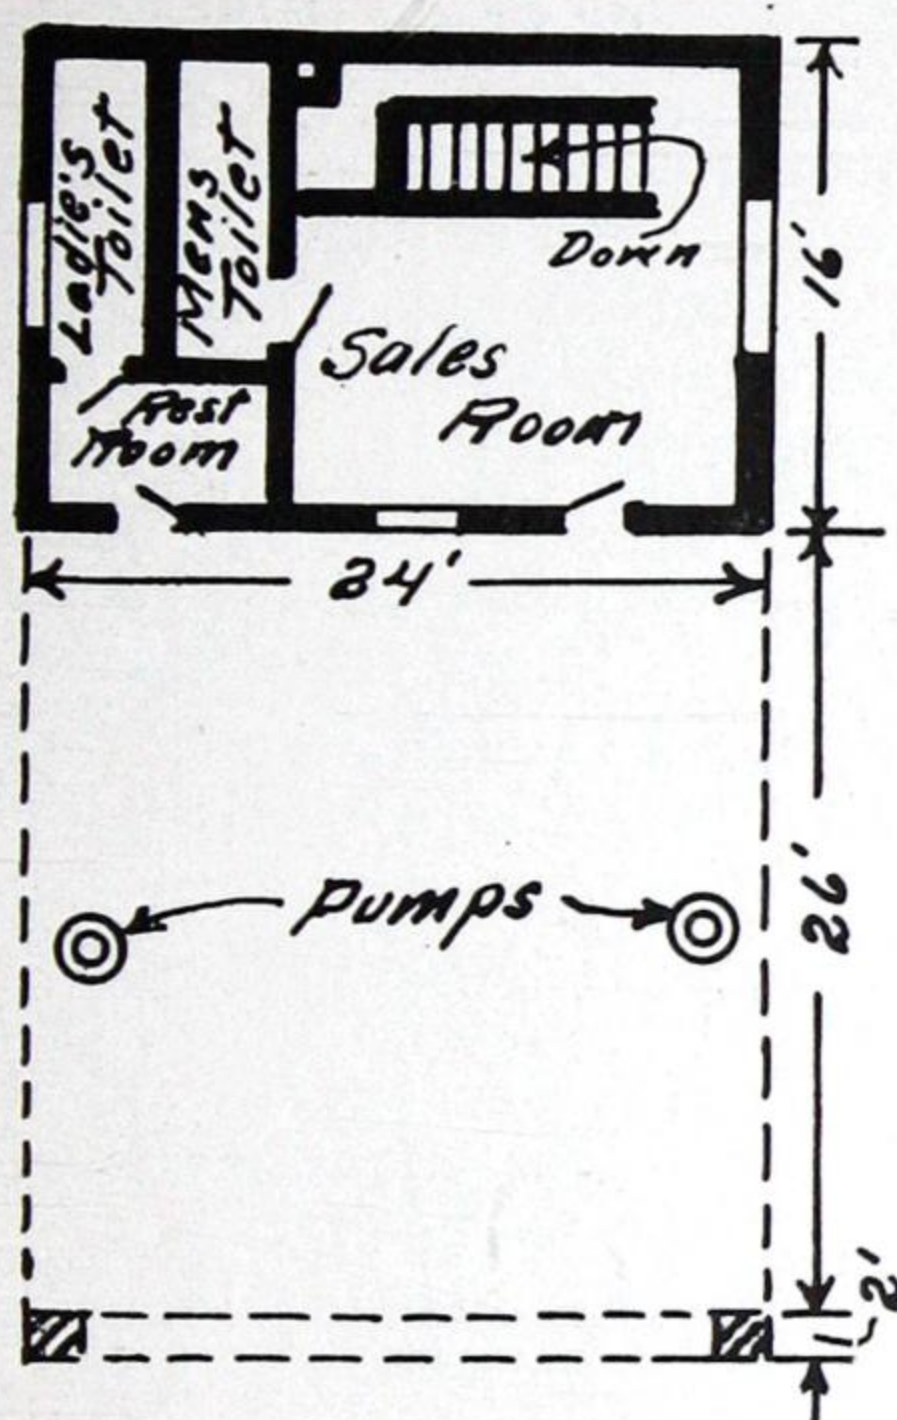 Ladie's
Toilet
Mens
Toilet
Down
16'
Sales
Room
Rest
Room
24'
Pumps
26'
2'